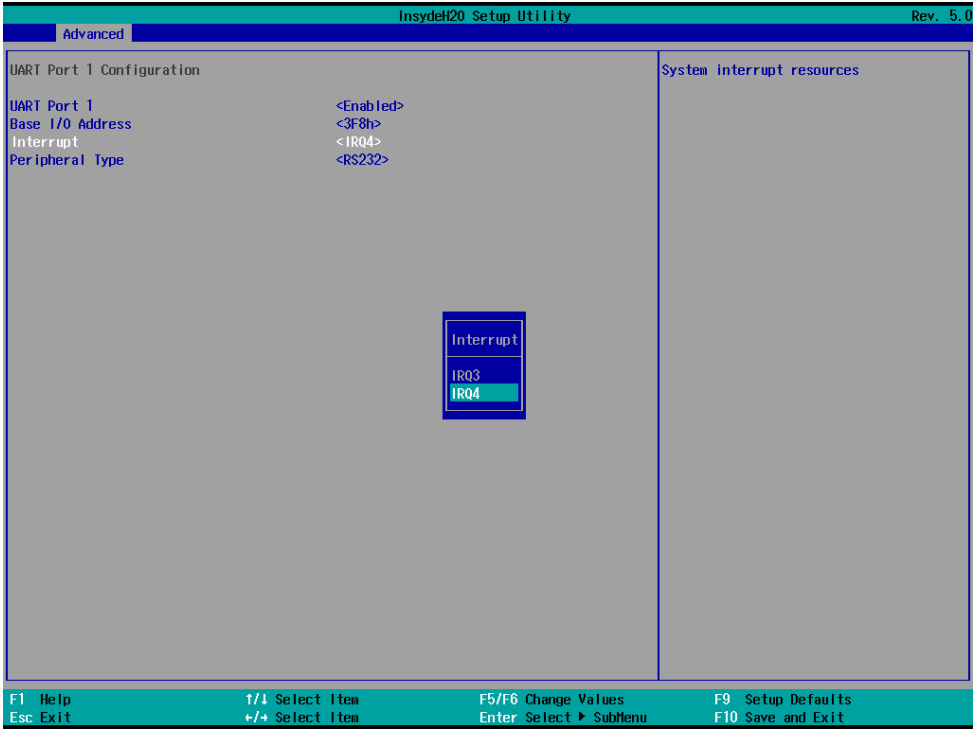 InsydeH20 Setup Utility Rev. 5.0
Advanced
UART Port 1 Configuration
System interrupt resources
UART Port 1 <Enabled>
Base I/O Address <3F8h>
Interrupt <IRQ4>
Peripheral Type <RS232>
Interrupt
IRQ3
IRQ4
F1 Help ↑/↓ Select Item F5/F6 Change Values F9 Setup Defaults
Esc Exit ←/→ Select Item Enter Select ▶ SubMenu F10 Save and Exit